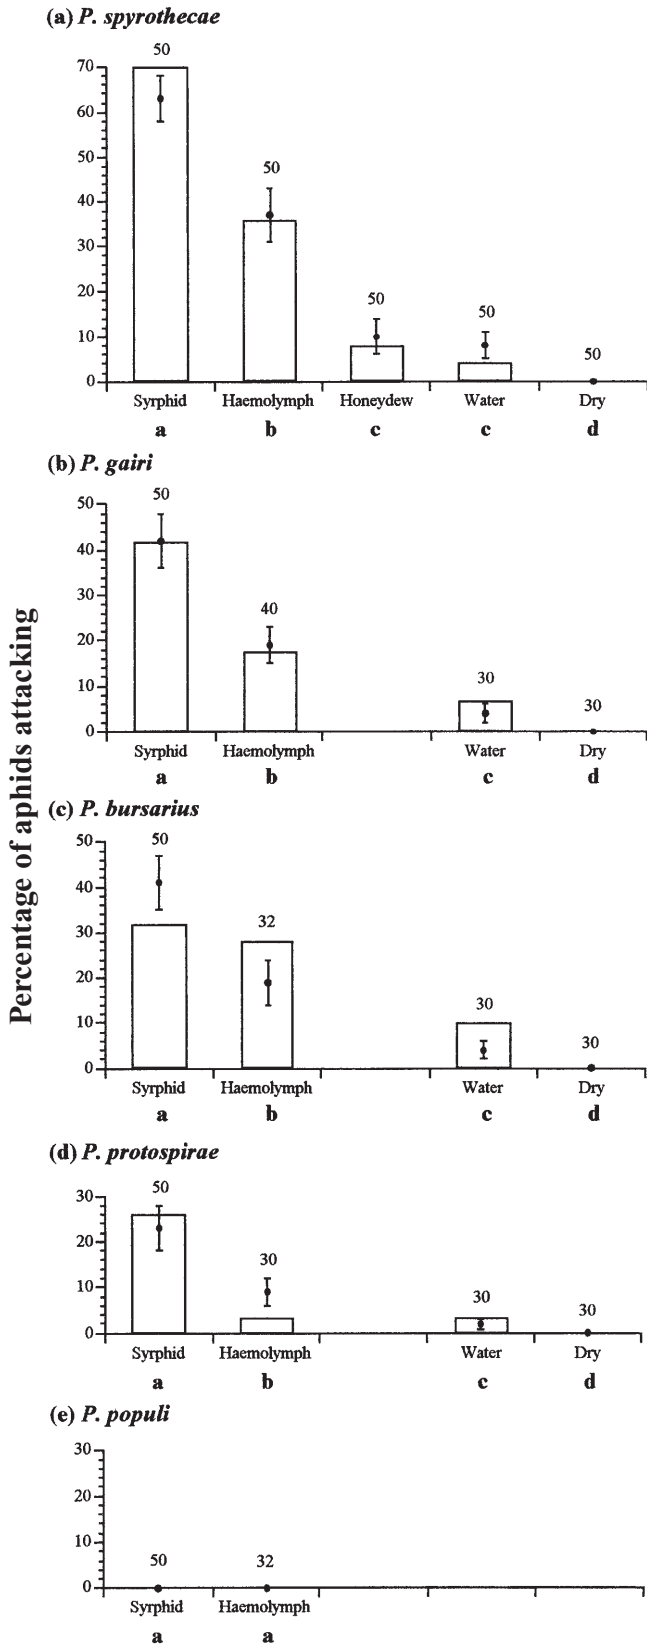 (a) P. spyrothecae
50
70
60
50
50
40
30
50
50
20
10
50
0
Syrphid Haemolymph Honeydew Water Dry
a b c c d
(b) P. gairi
50
50
40
40
30
20
30
30
10
0
Syrphid Haemolymph Water Dry
a b c d
Percentage of aphids attacking
(c) P. bursarius
50
50
40
32
30
20
30
10
30
0
Syrphid Haemolymph Water Dry
a b c d
(d) P. protospirae
50
30
20
30
10
30
30
0
Syrphid Haemolymph Water Dry
a b c d
(e) P. populi
30
20
10
50 32
0
Syrphid Haemolymph
a a